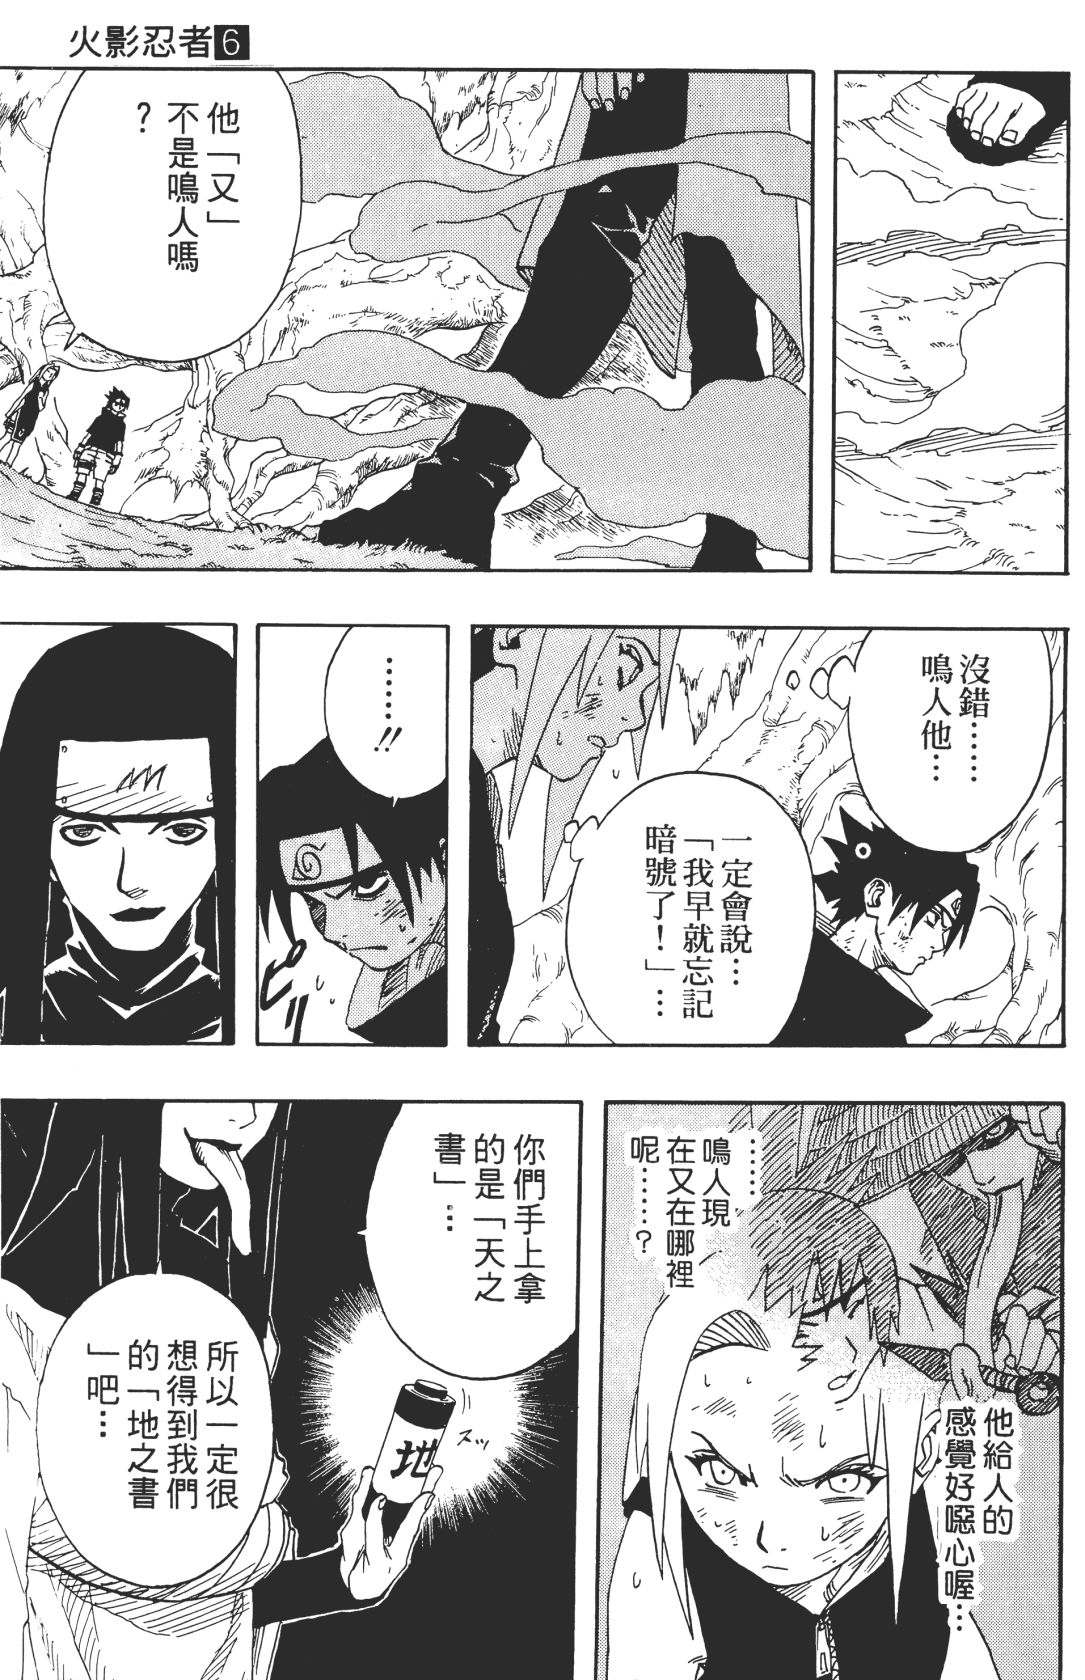 火影忍者6
他「又」
不是鳴人嗎
?
沒錯……
鳴人他…
一定會說…
「我早就忘記
暗號了!」…
……!!
……
鳴人現
在又在哪裡
呢……?
他給人的
感覺好噁心喔…
你們手上拿
的是「天之
書」…
地
スッ
所以一定很
想得到我們
的「地之書
」吧…